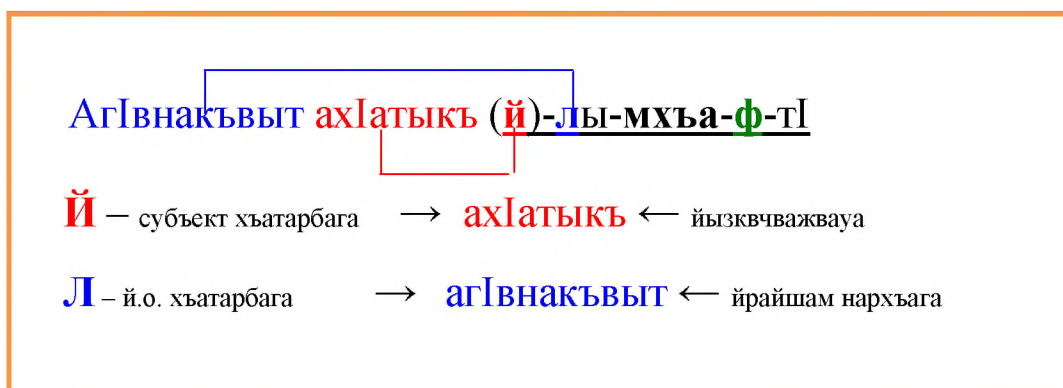 АгӀвнакъвыт ахӀатыкъ (й)-лы-мхъа-ф-тӀ
Й – субъект хъатарбага → ахӀатыкъ ← йызквчважвауа
Л – й.о. хъатарбага → агӀвнакъвыт ← йрайшам нархъага